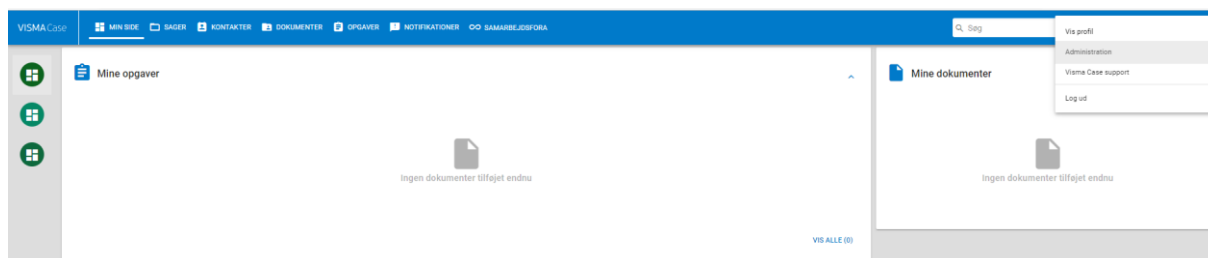 VISMA Case MIN SIDE SAGER KONTAKTER DOKUMENTER OPGAVER NOTIFIKATIONER SAMARBEJDSFORA Søg
Vis profil
Administration
Visma Case support
Log ud
Mine opgaver
Ingen dokumenter tilføjet endnu
VIS ALLE (0)
Mine dokumenter
Ingen dokumenter tilføjet endnu